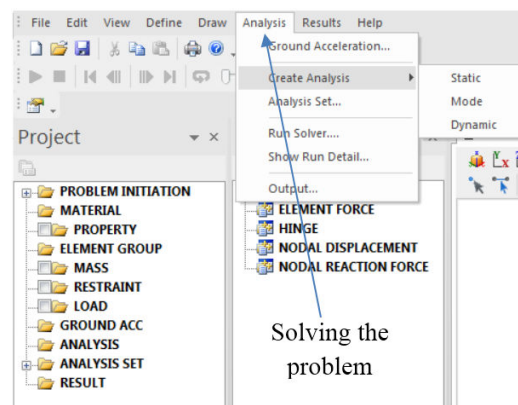 File Edit View Define Draw Analysis Results Help
Ground Acceleration...
Create Analysis
Analysis Set...
Run Solver....
Show Run Detail...
Output...
Static
Mode
Dynamic
Project
PROBLEM INITIATION
MATERIAL
PROPERTY
ELEMENT GROUP
MASS
RESTRAINT
LOAD
GROUND ACC
ANALYSIS
ANALYSIS SET
RESULT
ELEMENT FORCE
HINGE
NODAL DISPLACEMENT
NODAL REACTION FORCE
Solving the
problem